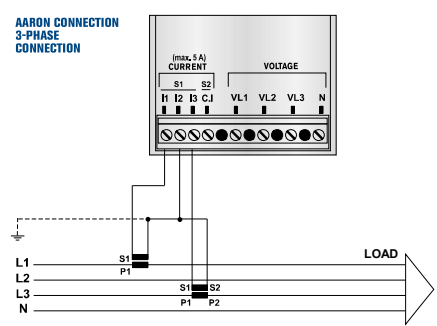 AARON CONNECTION
3-PHASE
CONNECTION
(max. 5 A)
CURRENT
VOLTAGE
S1 S2
I1 I2 I3 C.I VL1 VL2 VL3 N
S1
P1
L1
LOAD
L2
S1 S2
L3
P1 P2
N